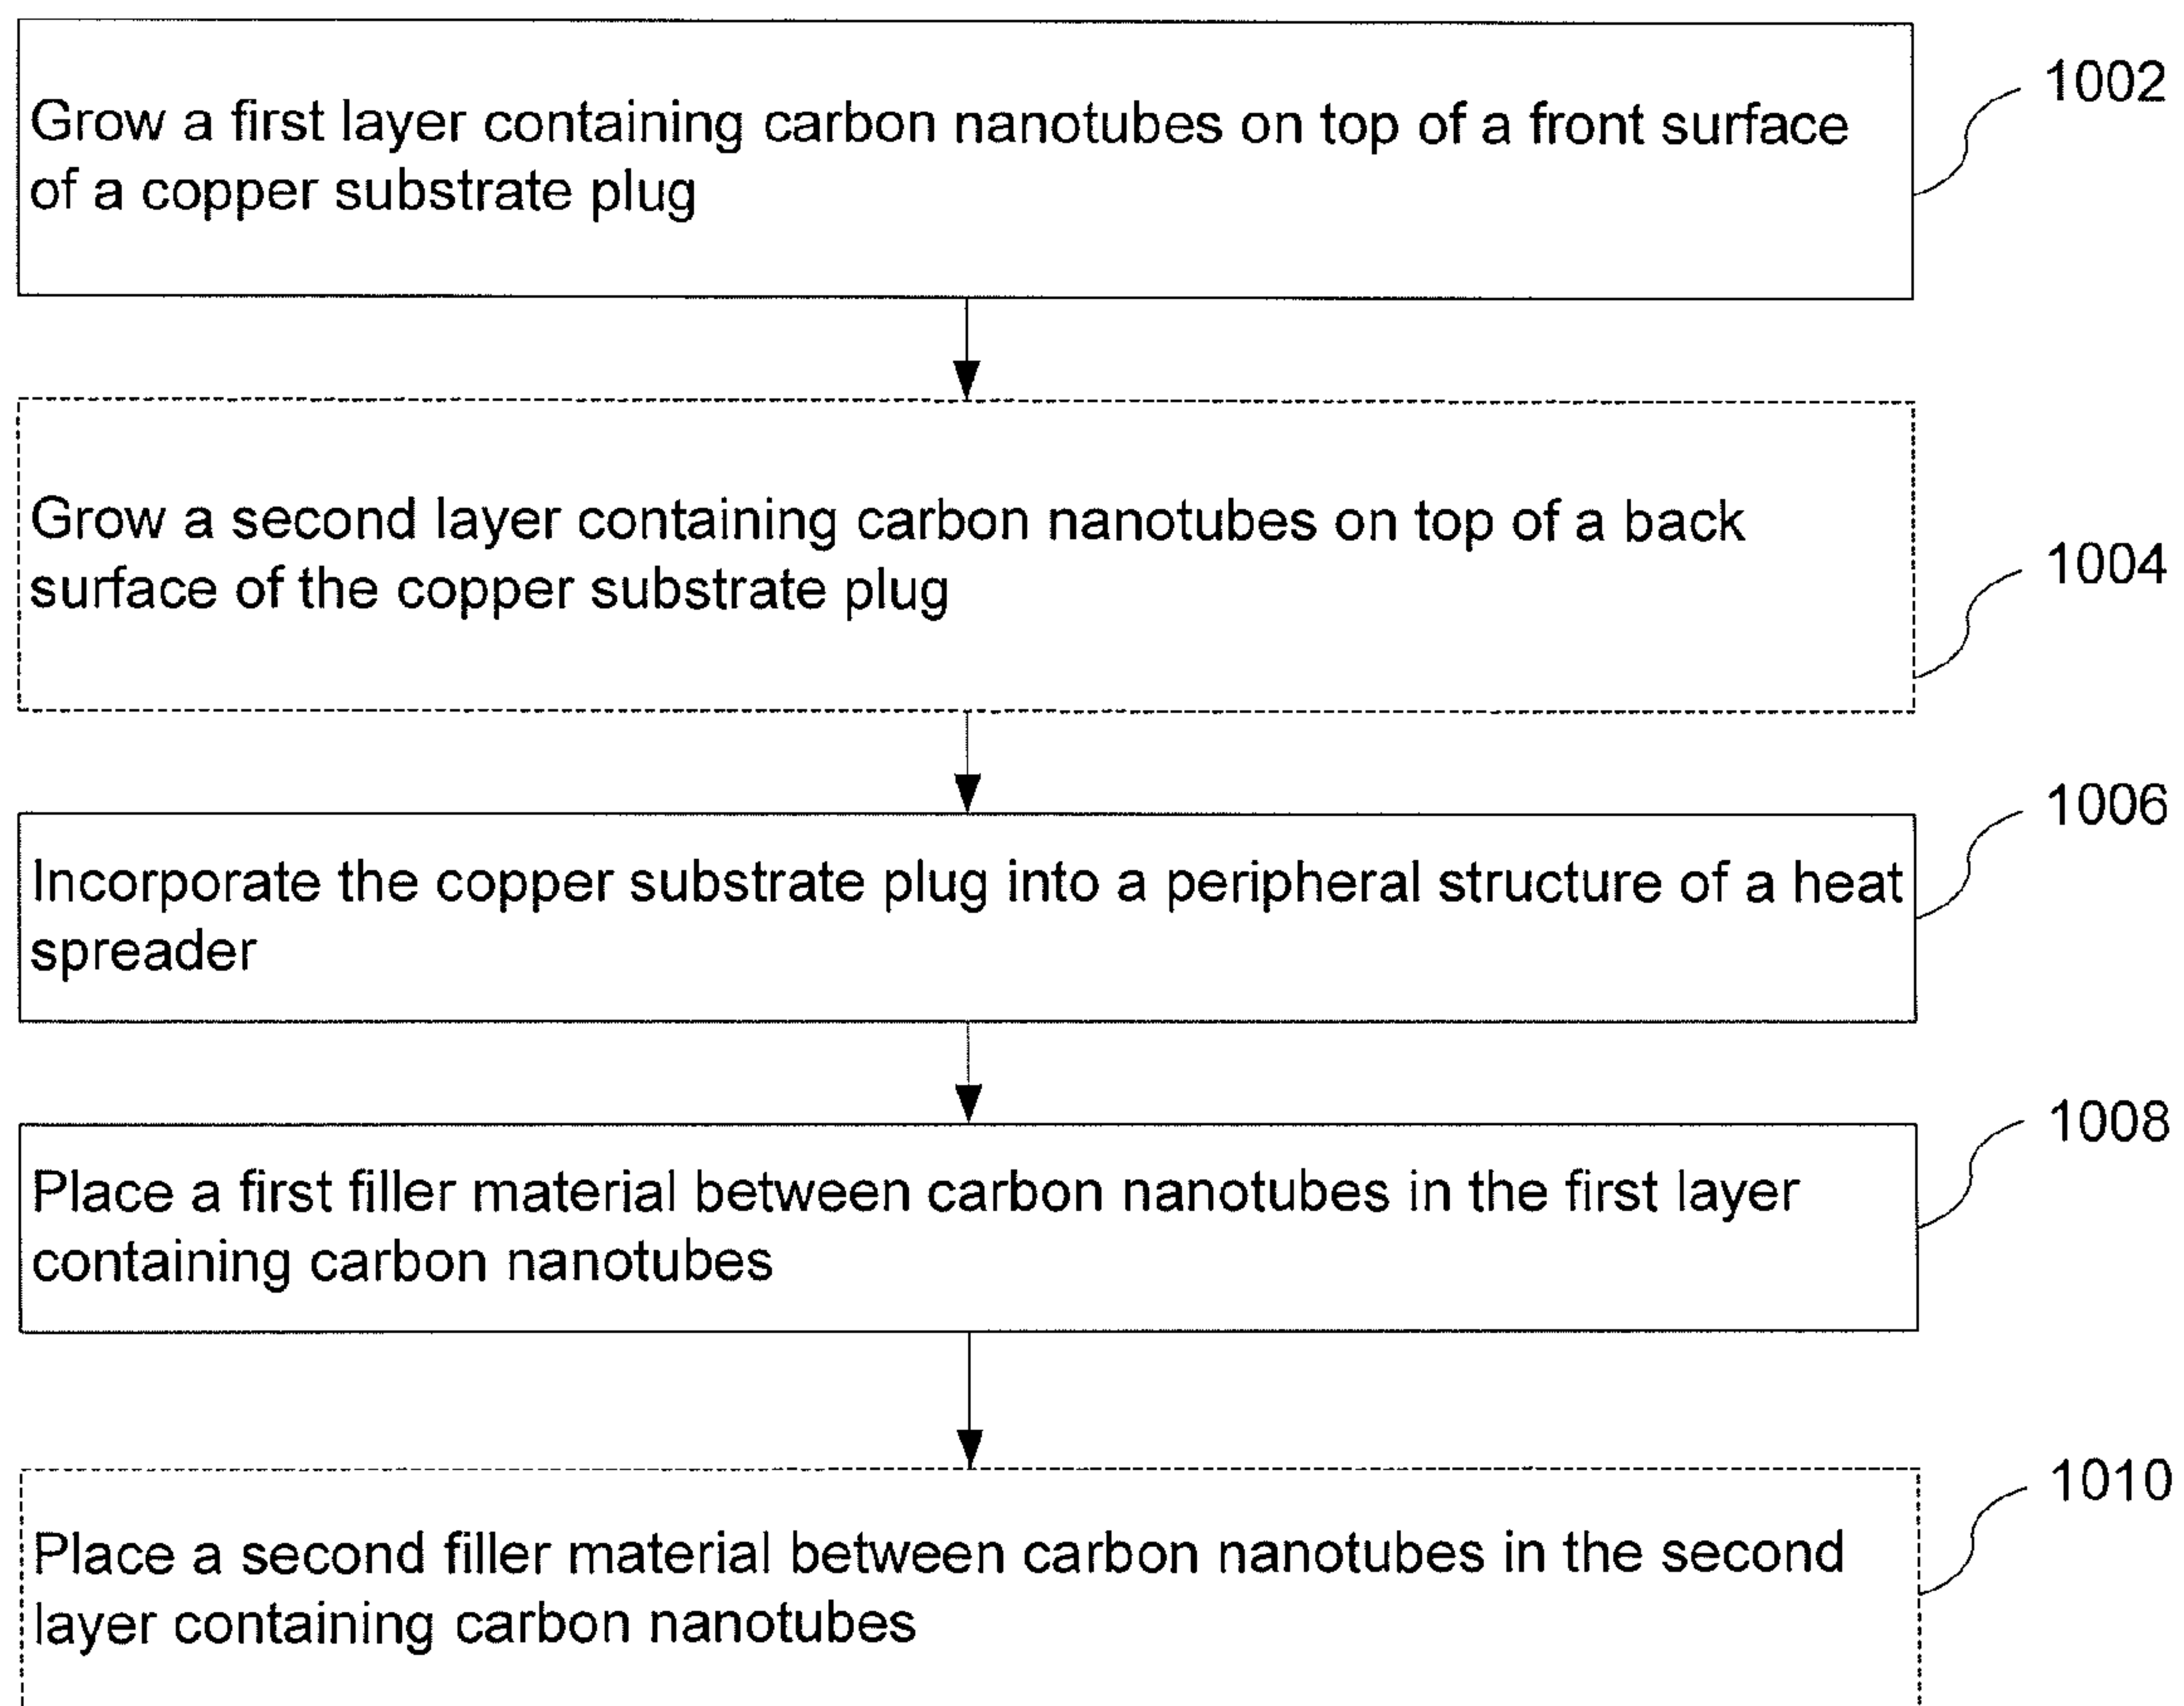 Grow a first layer containing carbon nanotubes on top of a front surface
of a copper substrate plug
1002
Grow a second layer containing carbon nanotubes on top of a back
surface of the copper substrate plug
1004
Incorporate the copper substrate plug into a peripheral structure of a heat
spreader
1006
Place a first filler material between carbon nanotubes in the first layer
containing carbon nanotubes
1008
Place a second filler material between carbon nanotubes in the second
layer containing carbon nanotubes
1010